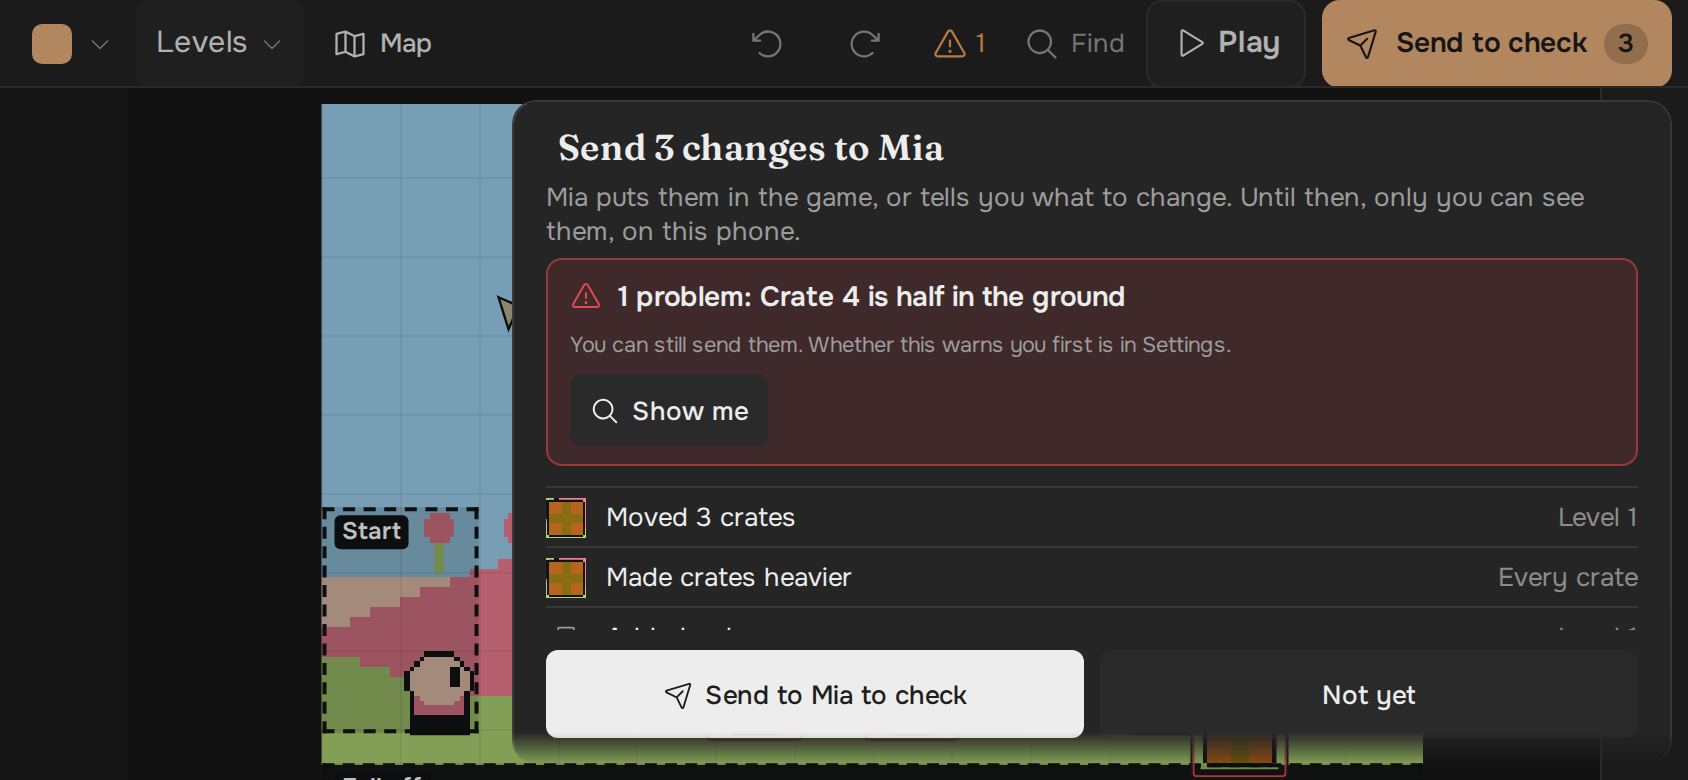 Levels
Map
1
Find
Play
Send to check 3
Send 3 changes to Mia
Mia puts them in the game, or tells you what to change. Until then, only you can see
them, on this phone.
1 problem: Crate 4 is half in the ground
You can still send them. Whether this warns you first is in Settings.
Show me
Start
Moved 3 crates
Level 1
Made crates heavier
Every crate
Send to Mia to check
Not yet